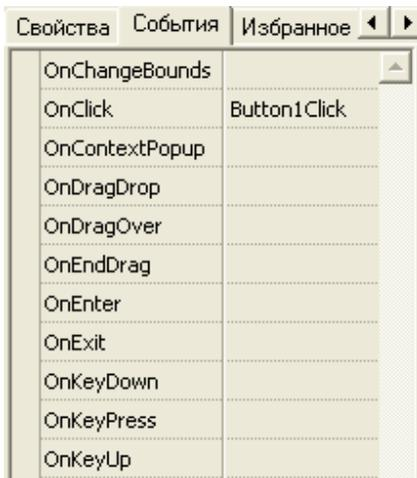 Свойства События Избранное
OnChangeBounds
OnClick Button1Click
OnContextPopup
OnDragDrop
OnDragOver
OnEndDrag
OnEnter
OnExit
OnKeyDown
OnKeyPress
OnKeyUp